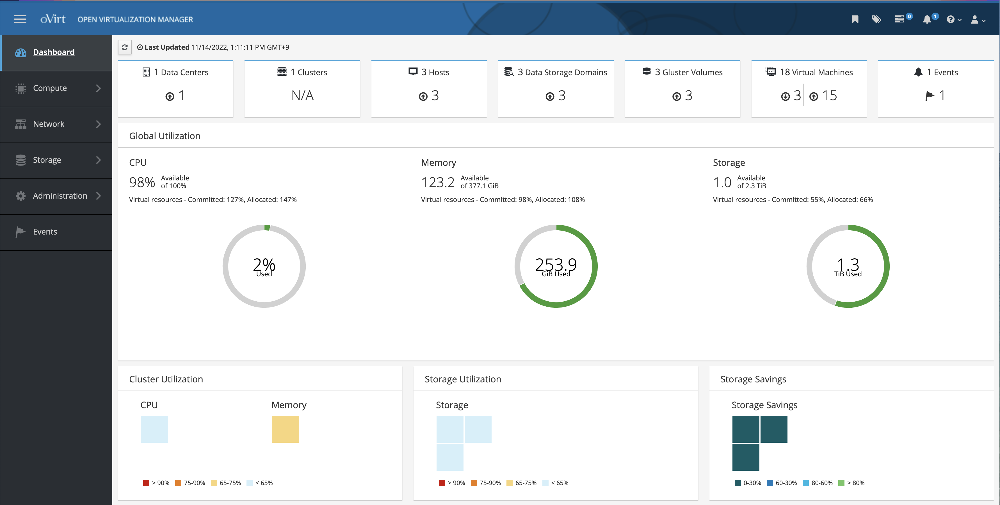 oVirt OPEN VIRTUALIZATION MANAGER
0
1
Dashboard
Compute
Network
Storage
Administration
Events
Last Updated 11/14/2022, 1:11:11 PM GMT+9
1 Data Centers
1
1 Clusters
N/A
3 Hosts
3
3 Data Storage Domains
3
3 Gluster Volumes
3
18 Virtual Machines
3 15
1 Events
1
Global Utilization
CPU
98% Available
of 100%
Virtual resources - Committed: 127%, Allocated: 147%
2%
Used
Memory
123.2 Available
of 377.1 GiB
Virtual resources - Committed: 98%, Allocated: 108%
253.9
GiB Used
Storage
1.0 Available
of 2.3 TiB
Virtual resources - Committed: 55%, Allocated: 66%
1.3
TiB Used
Cluster Utilization
CPU Memory
> 90% 75-90% 65-75% < 65%
Storage Utilization
Storage
> 90% 75-90% 65-75% < 65%
Storage Savings
Storage Savings
0-30% 60-30% 80-60% > 80%